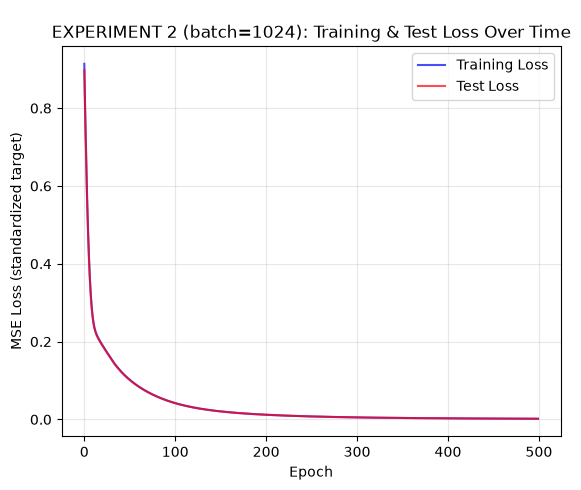 EXPERIMENT 2 (batch=1024): Training & Test Loss Over Time
Training Loss
Test Loss
MSE Loss (standardized target)
0.8
0.6
0.4
0.2
0.0
0 100 200 300 400 500
Epoch